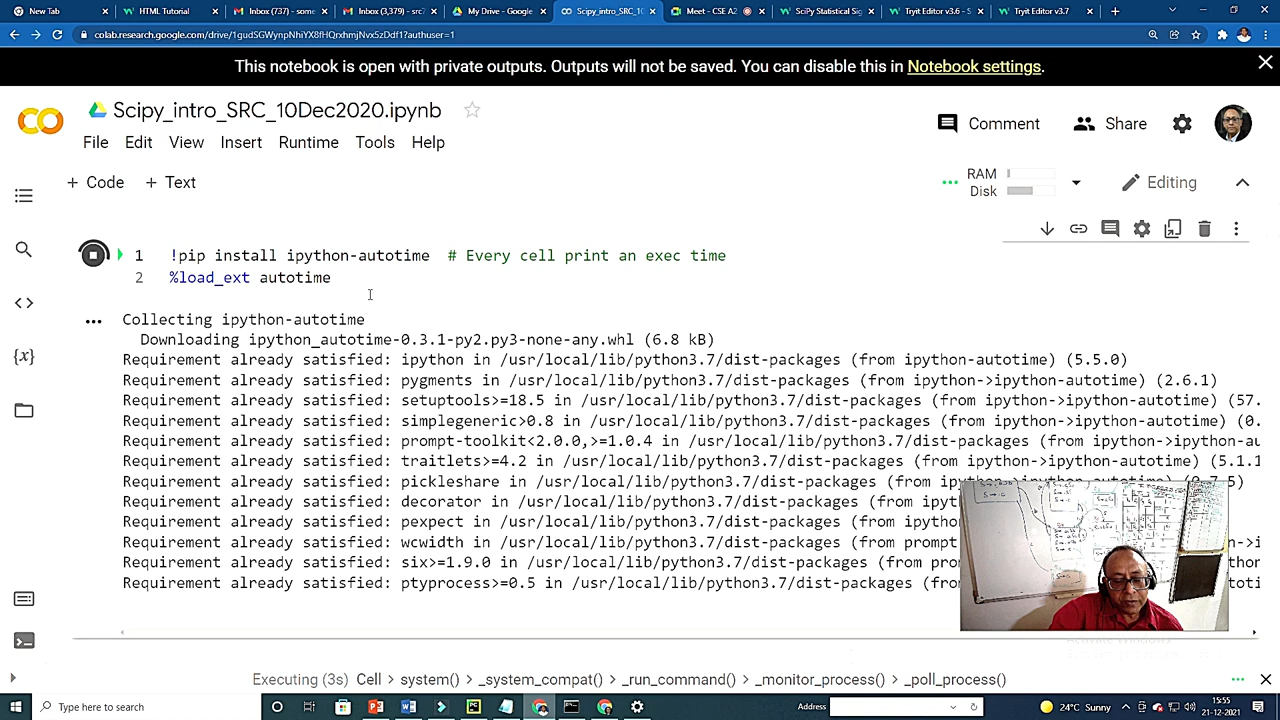 New Tab
HTML Tutorial
Inbox (737) - some
Inbox (3,379) - src7
My Drive - Google
Scipy_intro_SRC_10
Meet - CSE A2
SciPy Statistical Sig
Tryit Editor v3.6 - S
Tryit Editor v3.7
colab.research.google.com/drive/1gudSGWynpNhiYX8fHQrxhmjNvx5zDdf1?authuser=1
This notebook is open with private outputs. Outputs will not be saved. You can disable this in Notebook settings.
CO
Scipy_intro_SRC_10Dec2020.ipynb
File Edit View Insert Runtime Tools Help
Comment Share
+ Code + Text
RAM
Disk
Editing
1 !pip install ipython-autotime # Every cell print an exec time
2 %load_ext autotime
Collecting ipython-autotime
Downloading ipython_autotime-0.3.1-py2.py3-none-any.whl (6.8 kB)
Requirement already satisfied: ipython in /usr/local/lib/python3.7/dist-packages (from ipython-autotime) (5.5.0)
Requirement already satisfied: pygments in /usr/local/lib/python3.7/dist-packages (from ipython->ipython-autotime) (2.6.1)
Requirement already satisfied: setuptools>=18.5 in /usr/local/lib/python3.7/dist-packages (from ipython->ipython-autotime) (57.
Requirement already satisfied: simplegeneric>0.8 in /usr/local/lib/python3.7/dist-packages (from ipython->ipython-autotime) (0.
Requirement already satisfied: prompt-toolkit<2.0.0,>=1.0.4 in /usr/local/lib/python3.7/dist-packages (from ipython->ipython-au
Requirement already satisfied: traitlets>=4.2 in /usr/local/lib/python3.7/dist-packages (from ipython->ipython-autotime) (5.1.1
Requirement already satisfied: pickleshare in /usr/local/lib/python3.7/dist-packages (from ipython->ipython-autotime) (0.7.5)
Requirement already satisfied: decorator in /usr/local/lib/python3.7/dist-packages (from
Requirement already satisfied: pexpect in /usr/local/lib/python3.7/dist-packages (from i
Requirement already satisfied: wcwidth in /usr/local/lib/python3.7/dist-packages (from prompt
Requirement already satisfied: six>=1.9.0 in /usr/local/lib/python3.7/dist-packages (from pro
Requirement already satisfied: ptyprocess>=0.5 in /usr/local/lib/python3.7/dist-packages (fro
Executing (3s) Cell system() _system_compat() _run_command() _monitor_process() _poll_process()
Type here to search
Address
24°C Sunny
15:55
21-12-2021